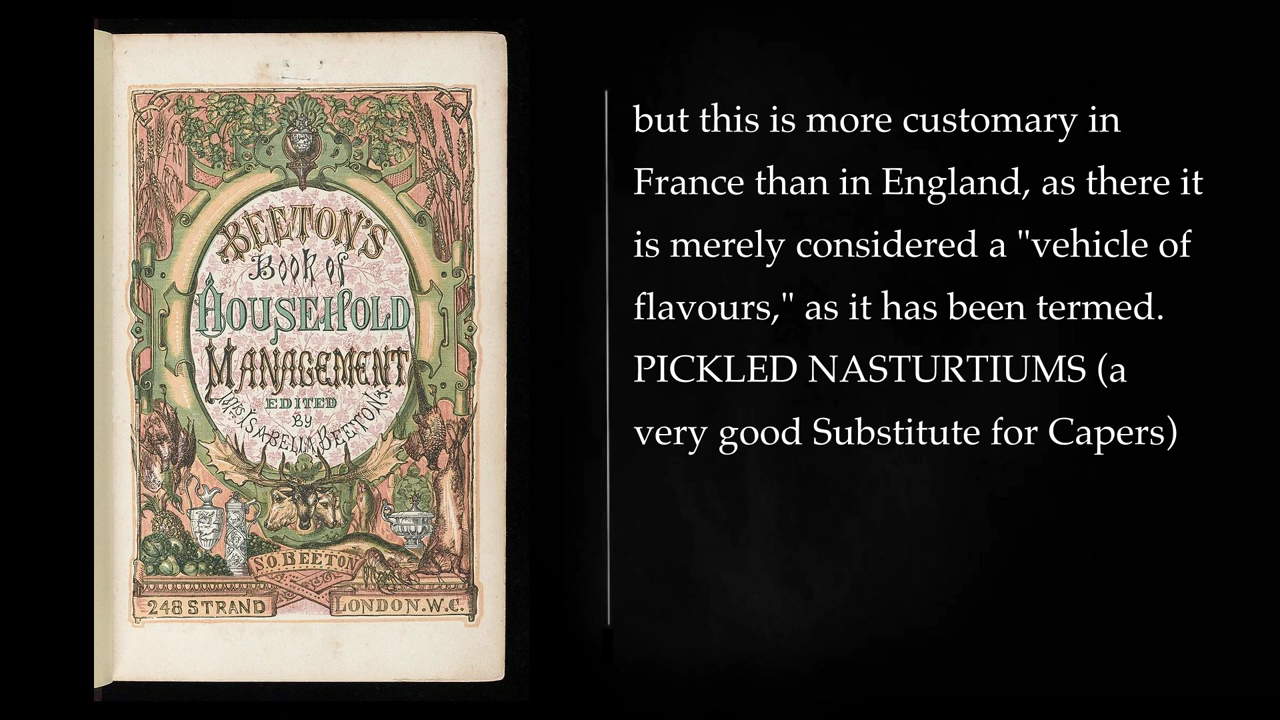 BEETON'S
Book of
HOUSEHOLD
MANAGEMENT
EDITED
BY
MRS ISABELLA BEETON
S.O. BEETON
248 STRAND
LONDON. W.C.
but this is more customary in
France than in England, as there it
is merely considered a "vehicle of
flavours," as it has been termed.
PICKLED NASTURTIUMS (a
very good Substitute for Capers)